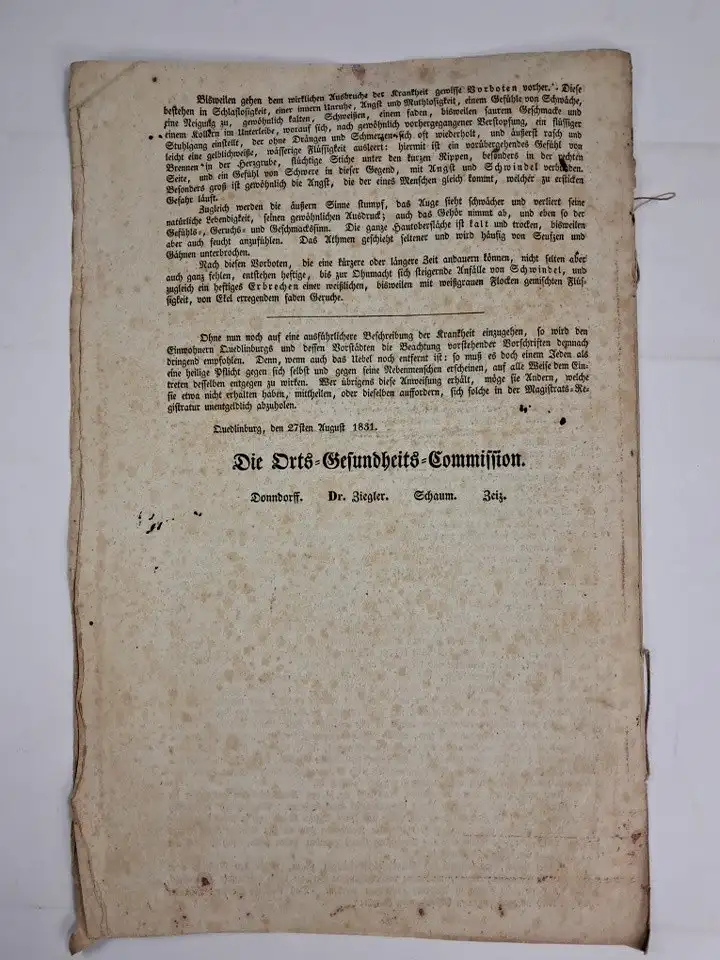 Bisweilen gehen dem wirklichen Ausbruche der Krankheit gewisse Vorboten vorher. Diese
bestehen in Schlaflosigkeit, einer innern Unruhe, Angst und Muthlosigkeit, einem Gefühle von Schwäche,
eine Neigung zu, gewöhnlich kalten, Schweißen, einem faden, bisweilen sauren Geschmacke und
einem Kollern im Unterleibe, worauf sich, nach gewöhnlich vorhergegangener Verstopfung, ein flüssiger
Stuhlgang einstellt, der ohne Drängen und Schmerzen sich oft wiederholt, und äußerst rasch und
leicht eine gelblichweiße, wässerige Flüssigkeit ausleert: hiermit ist ein vorübergehendes Gefühl von
Brennen in der Herzgrube, flüchtige Stiche unter den kurzen Rippen, besonders in der rechten
Seite, und ein Gefühl von Schwere in dieser Gegend, mit Angst und Schwindel verbunden.
Besonders groß ist gewöhnlich die Angst, die der eines Menschen gleich kommt, welcher zu ersticken
Gefahr läuft.
Zugleich werden die äußern Sinne stumpf, das Auge sieht schwächer und verliert seine
natürliche Lebendigkeit, seinen gewöhnlichen Ausdruck; auch das Gehör nimmt ab, und eben so der
Gefühls-, Geruchs- und Geschmackssinn. Die ganze Hautoberfläche ist kalt und trocken, bisweilen
aber auch feucht anzufühlen. Das Athmen geschieht seltener und wird häufig von Seufzen und
Gähnen unterbrochen.
Nach diesen Vorboten, die eine kürzere oder längere Zeit andauern können, nicht selten aber
auch ganz fehlen, entstehen heftige, bis zur Ohnmacht sich steigernde Anfälle von Schwindel, und
zugleich ein heftiges Erbrechen einer weißlichen, bisweilen mit weißgrauen Flocken gemischten Flüs-
sigkeit, von Ekel erregendem faden Geruche.
Ohne nun noch auf eine ausführlichere Beschreibung der Krankheit einzugehen, so wird den
Einwohnern Quedlinburgs und dessen Vorstädten die Beachtung vorstehender Vorschriften demnach
dringend empfohlen. Denn, wenn auch das Uebel noch entfernt ist: so muß es doch einem Jeden als
eine heilige Pflicht gegen sich selbst und gegen seine Nebenmenschen erscheinen, auf alle Weise dem Ein-
treten desselben entgegen zu wirken. Wer übrigens diese Anweisung erhält, möge sie Andern, welche
sie etwa nicht erhalten haben, mittheilen, oder dieselben auffordern, sich solche in der Magistrats-Re-
gistratur unentgeldlich abzuholen.
Quedlinburg, den 27sten August 1831.
Die Orts-Gesundheits-Commission.
Donndorff. Dr. Ziegler. Schaum. Zeiz.